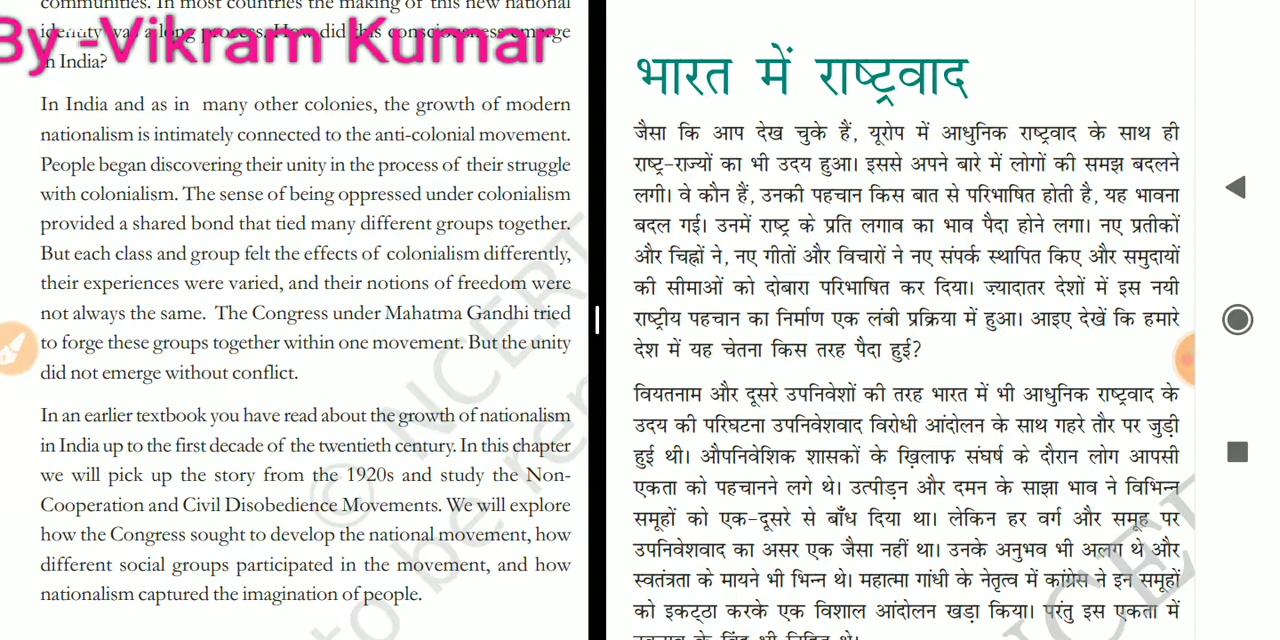 communities. In most countries the making of this new national
identity was a long process. How did this consciousness emerge
in India?
By -Vikram Kumar
In India and as in many other colonies, the growth of modern
nationalism is intimately connected to the anti-colonial movement.
People began discovering their unity in the process of their struggle
with colonialism. The sense of being oppressed under colonialism
provided a shared bond that tied many different groups together.
But each class and group felt the effects of colonialism differently,
their experiences were varied, and their notions of freedom were
not always the same. The Congress under Mahatma Gandhi tried
to forge these groups together within one movement. But the unity
did not emerge without conflict.
In an earlier textbook you have read about the growth of nationalism
in India up to the first decade of the twentieth century. In this chapter
we will pick up the story from the 1920s and study the Non-
Cooperation and Civil Disobedience Movements. We will explore
how the Congress sought to develop the national movement, how
different social groups participated in the movement, and how
nationalism captured the imagination of people.
© NCERT
to be re
भारत में राष्ट्रवाद
जैसा कि आप देख चुके हैं, यूरोप में आधुनिक राष्ट्रवाद के साथ ही
राष्ट्र-राज्यों का भी उदय हुआ। इससे अपने बारे में लोगों की समझ बदलने
लगी। वे कौन हैं, उनकी पहचान किस बात से परिभाषित होती है, यह भावना
बदल गई। उनमें राष्ट्र के प्रति लगाव का भाव पैदा होने लगा। नए प्रतीकों
और चिह्नों ने, नए गीतों और विचारों ने नए संपर्क स्थापित किए और समुदायों
की सीमाओं को दोबारा परिभाषित कर दिया। ज़्यादातर देशों में इस नयी
राष्ट्रीय पहचान का निर्माण एक लंबी प्रक्रिया में हुआ। आइए देखें कि हमारे
देश में यह चेतना किस तरह पैदा हुई?
वियतनाम और दूसरे उपनिवेशों की तरह भारत में भी आधुनिक राष्ट्रवाद के
उदय की परिघटना उपनिवेशवाद विरोधी आंदोलन के साथ गहरे तौर पर जुड़ी
हुई थी। औपनिवेशिक शासकों के ख़िलाफ संघर्ष के दौरान लोग आपसी
एकता को पहचानने लगे थे। उत्पीड़न और दमन के साझा भाव ने विभिन्न
समूहों को एक-दूसरे से बाँध दिया था। लेकिन हर वर्ग और समूह पर
उपनिवेशवाद का असर एक जैसा नहीं था। उनके अनुभव भी अलग थे और
स्वतंत्रता के मायने भी भिन्न थे। महात्मा गांधी के नेतृत्व में कांग्रेस ने इन समूहों
को इकट्ठा करके एक विशाल आंदोलन खड़ा किया। परंतु इस एकता में
NCE